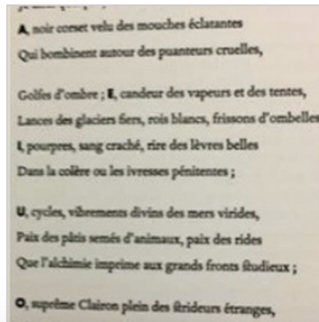 A, noir corset velu des mouches éclatantes
Qui bombinent autour des puanteurs cruelles,
Golfes d'ombre ; E, candeur des vapeurs et des tentes,
Lances des glaciers fiers, rois blancs, frissons d'ombelles
I, pourpres, sang craché, rire des lèvres belles
Dans la colère ou les ivresses pénitentes ;
U, cycles, vibrements divins des mers virides,
Paix des pâtis semés d'animaux, paix des rides
Que l'alchimie imprime aux grands fronts studieux ;
O, suprême Clairon plein des strideurs étranges,